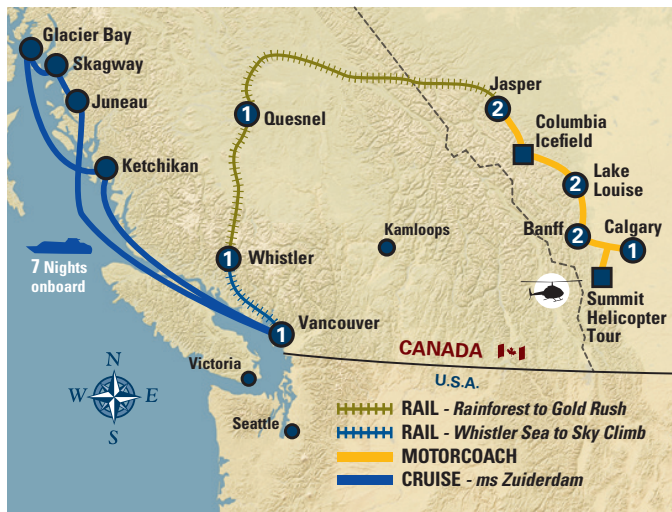 Glacier Bay
Skagway
Juneau
Ketchikan
Jasper
2
Columbia
Icefield
1
Quesnel
2
Lake
Louise
Banff
2
Calgary
1
Kamloops
Summit
Helicopter
Tour
1
Whistler
7 Nights
onboard
1
Vancouver
CANADA
U.S.A.
Victoria
Seattle
N
W
E
S
RAIL - Rainforest to Gold Rush
RAIL - Whistler Sea to Sky Climb
MOTORCOACH
CRUISE - ms Zuiderdam